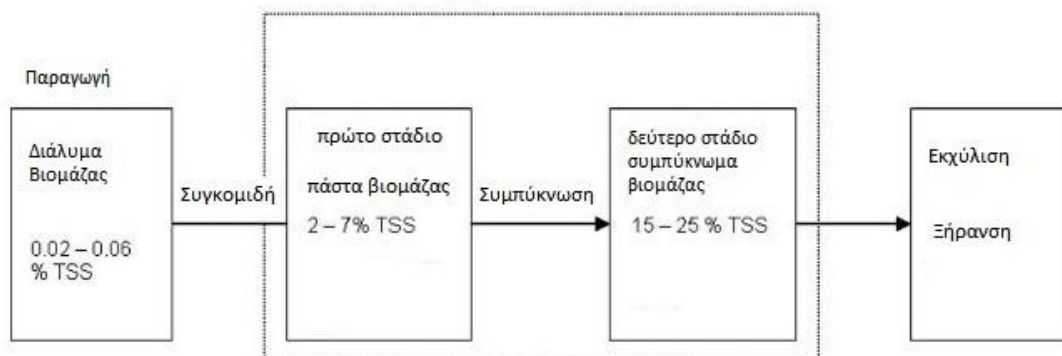 Παραγωγή
Διάλυμα
Βιομάζας
0.02 – 0.06
% TSS
Συγκομιδή
πρώτο στάδιο
πάστα βιομάζας
2 – 7% TSS
Συμπύκνωση
δεύτερο στάδιο
συμπύκνωμα
βιομάζας
15 – 25 % TSS
Εκχύλιση
Ξήρανση